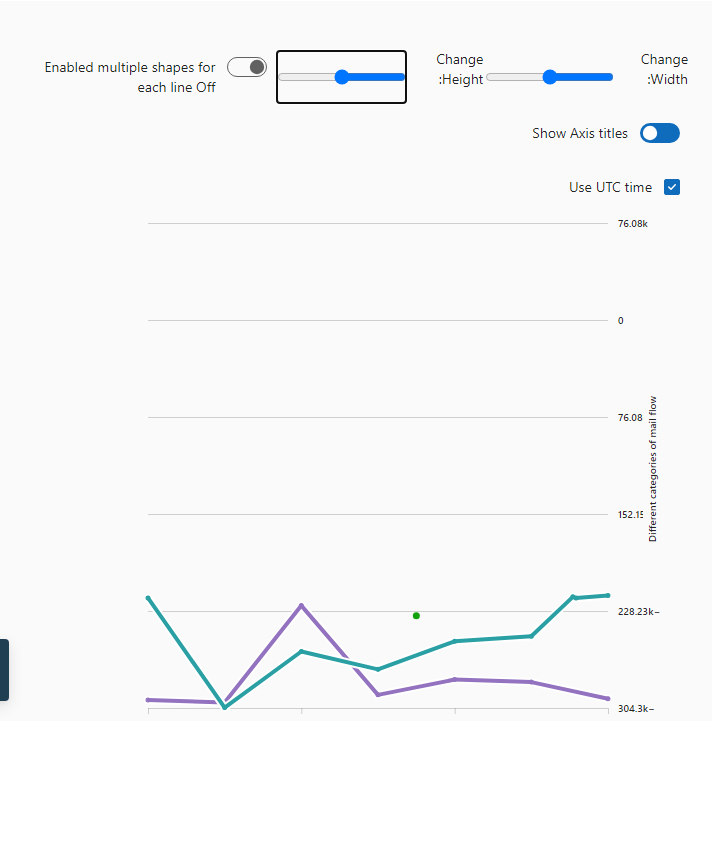 Change
Width:
Change
Height:
Enabled multiple shapes for
each line Off
Show Axis titles
Use UTC time
76.08k
0
76.08
152.15
228.23k–
304.3k–
Different categories of mail flow